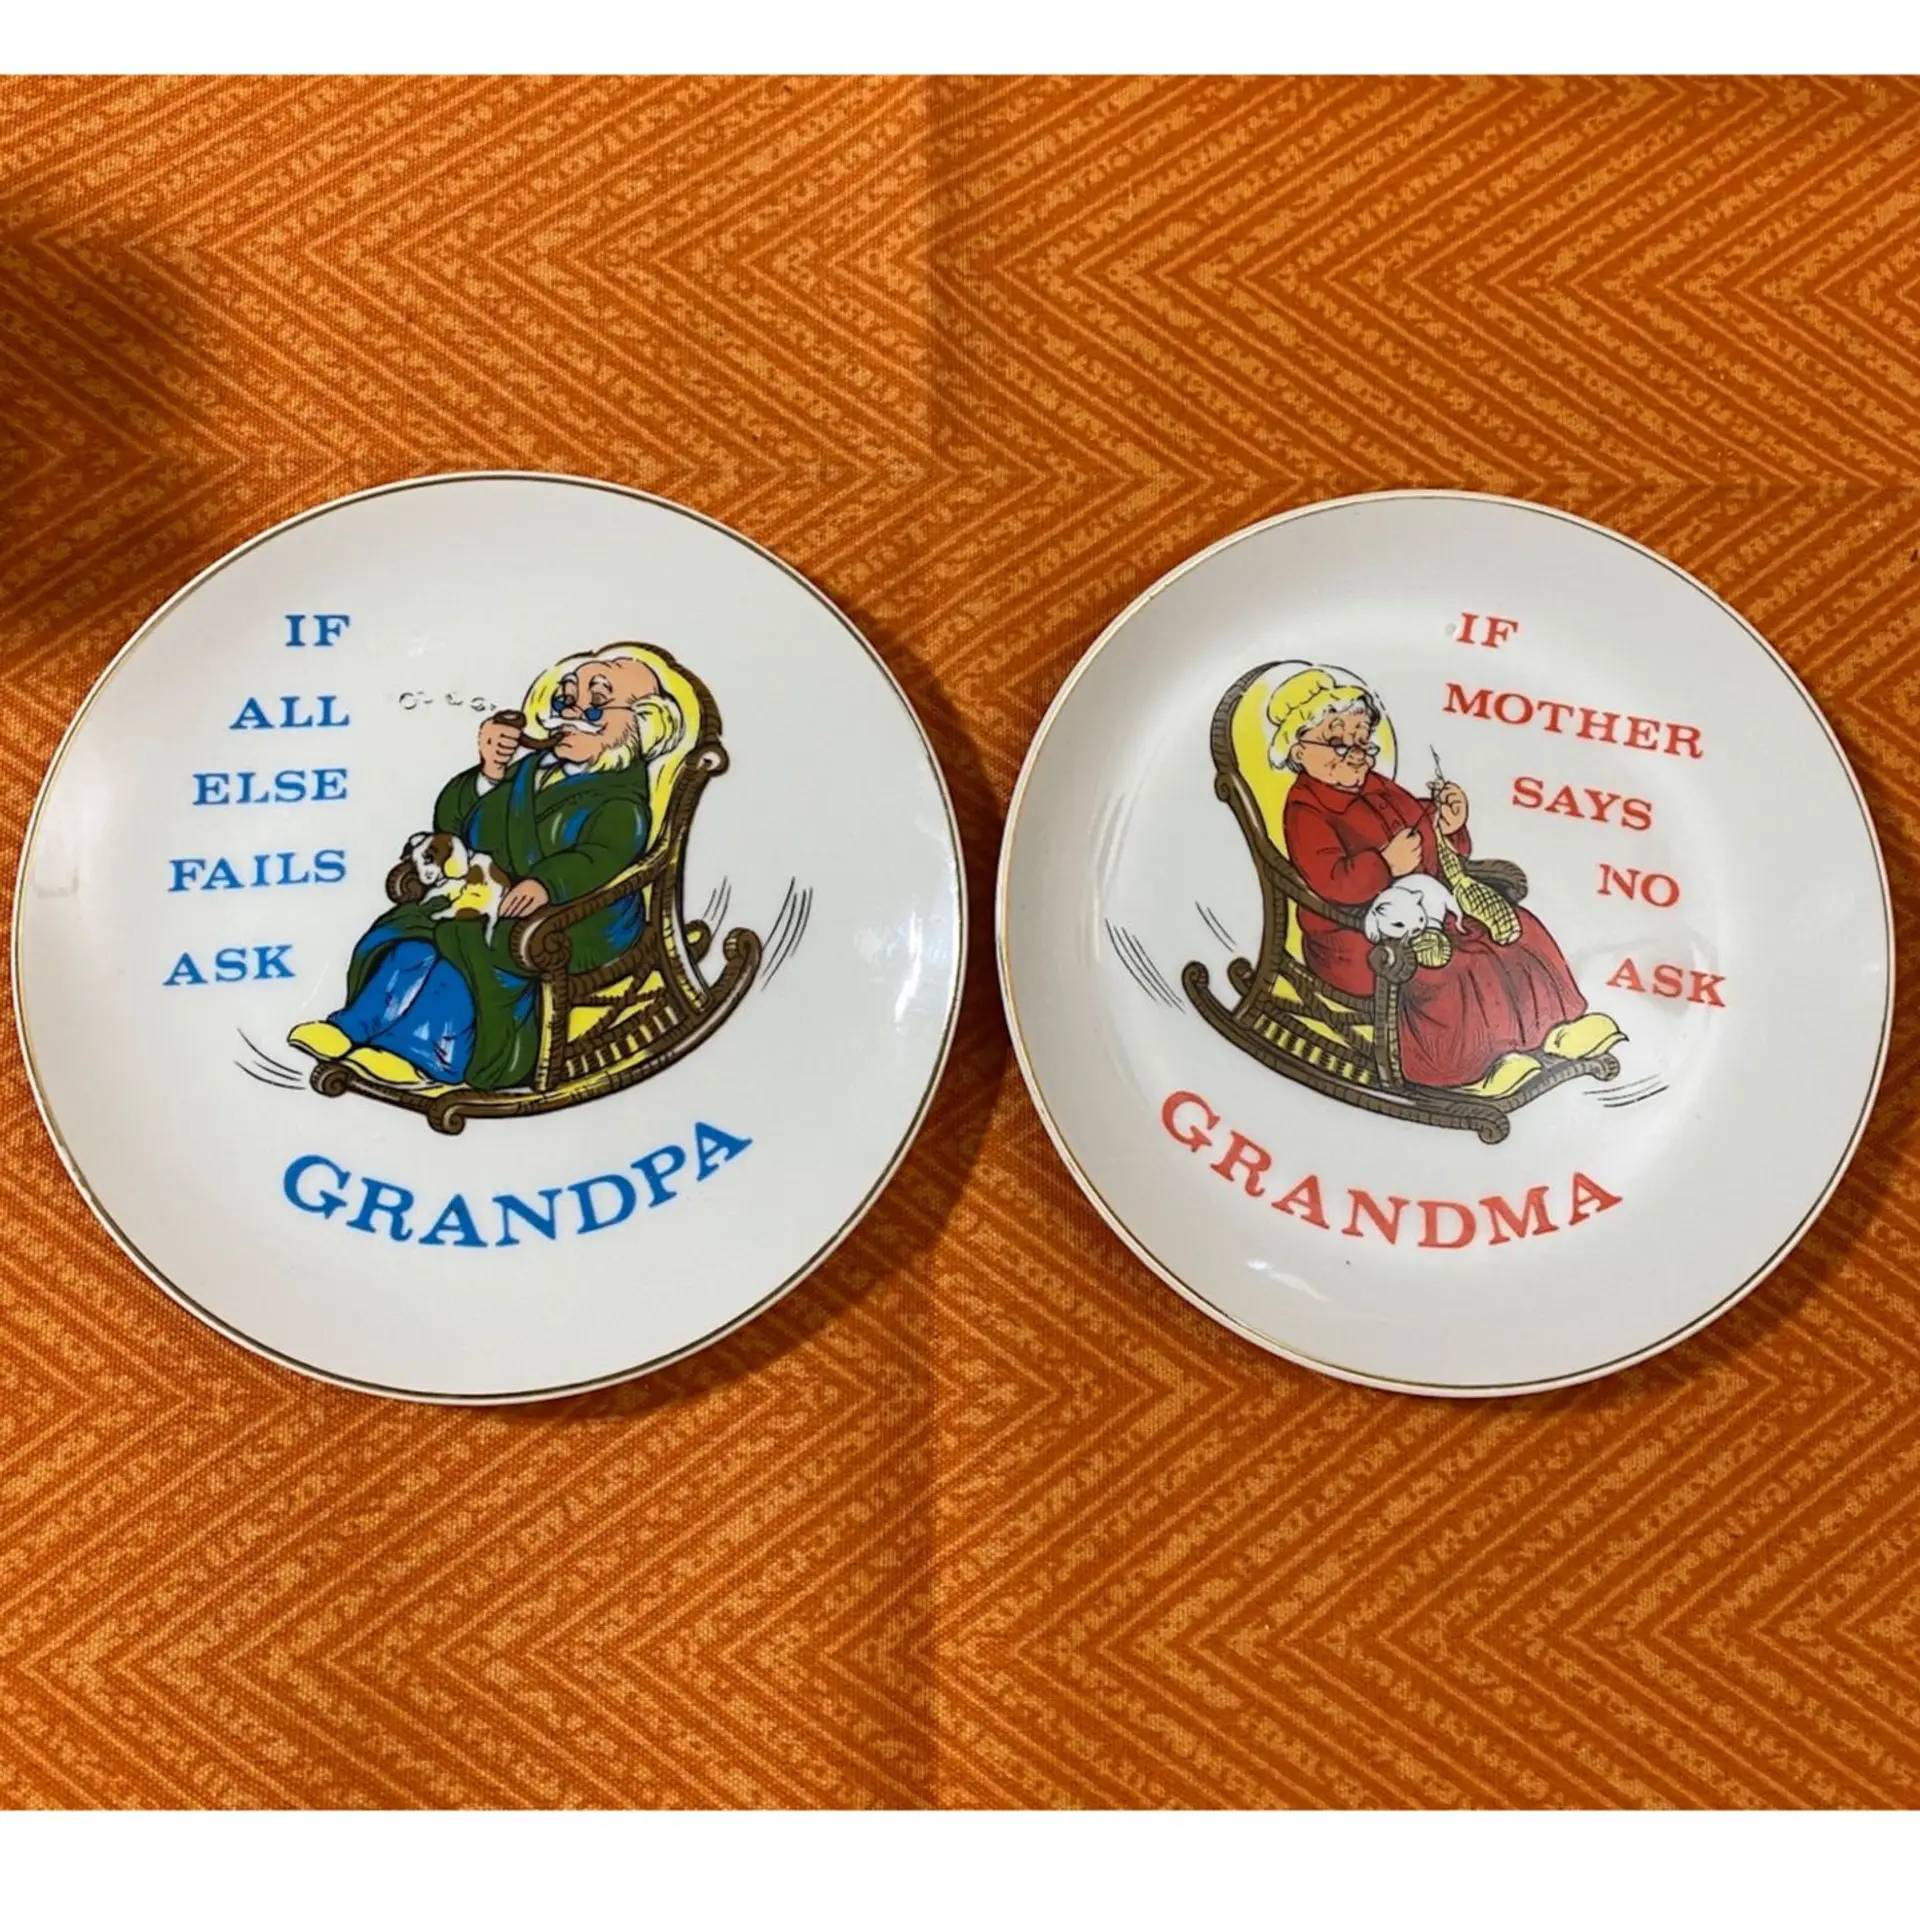 IF
ALL
ELSE
FAILS
ASK
GRANDPA
IF
MOTHER
SAYS
NO
ASK
GRANDMA